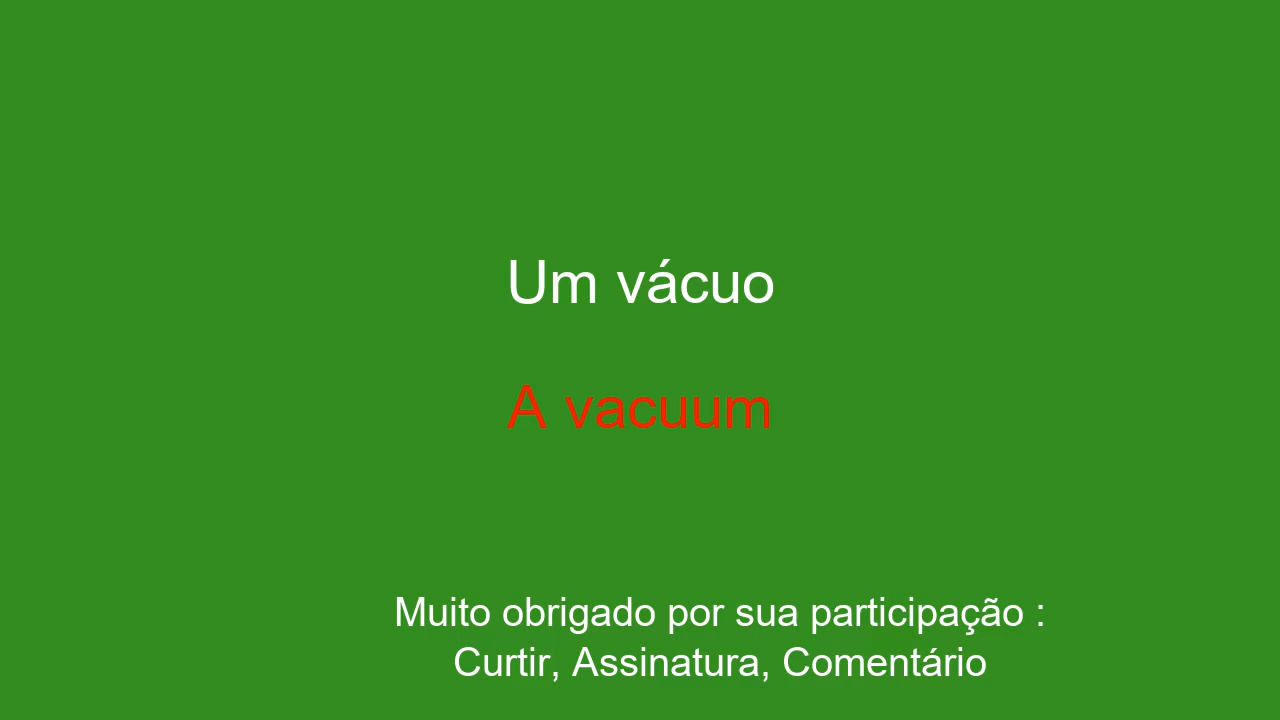 Um vácuo
A vacuum
Muito obrigado por sua participação :
Curtir, Assinatura, Comentário